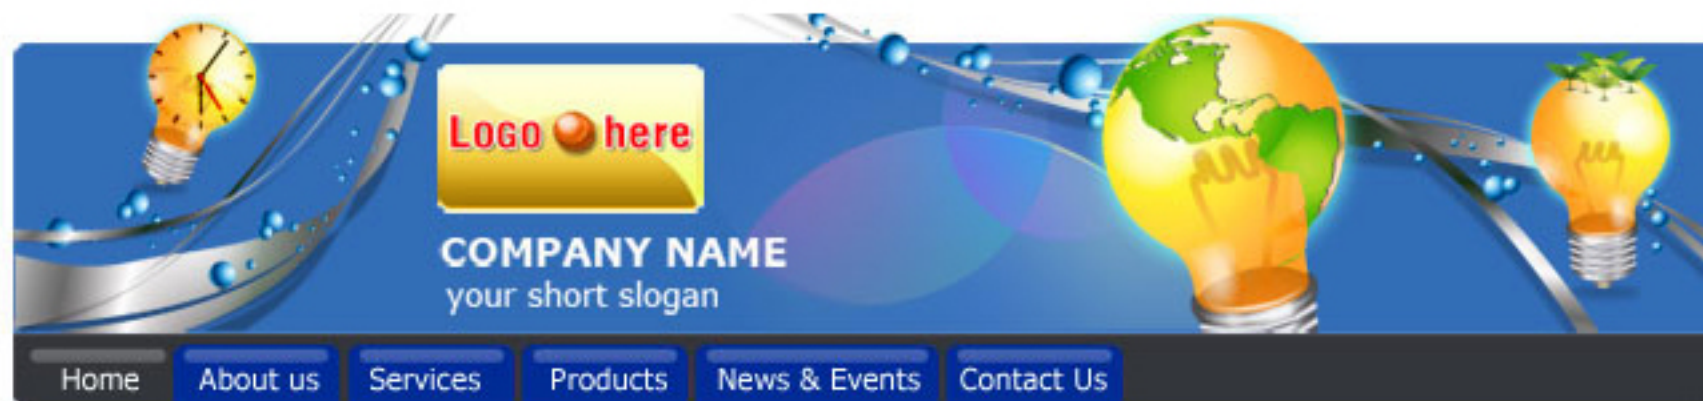 LOGO here
COMPANY NAME
your short slogan
Home About us Services Products News & Events Contact Us